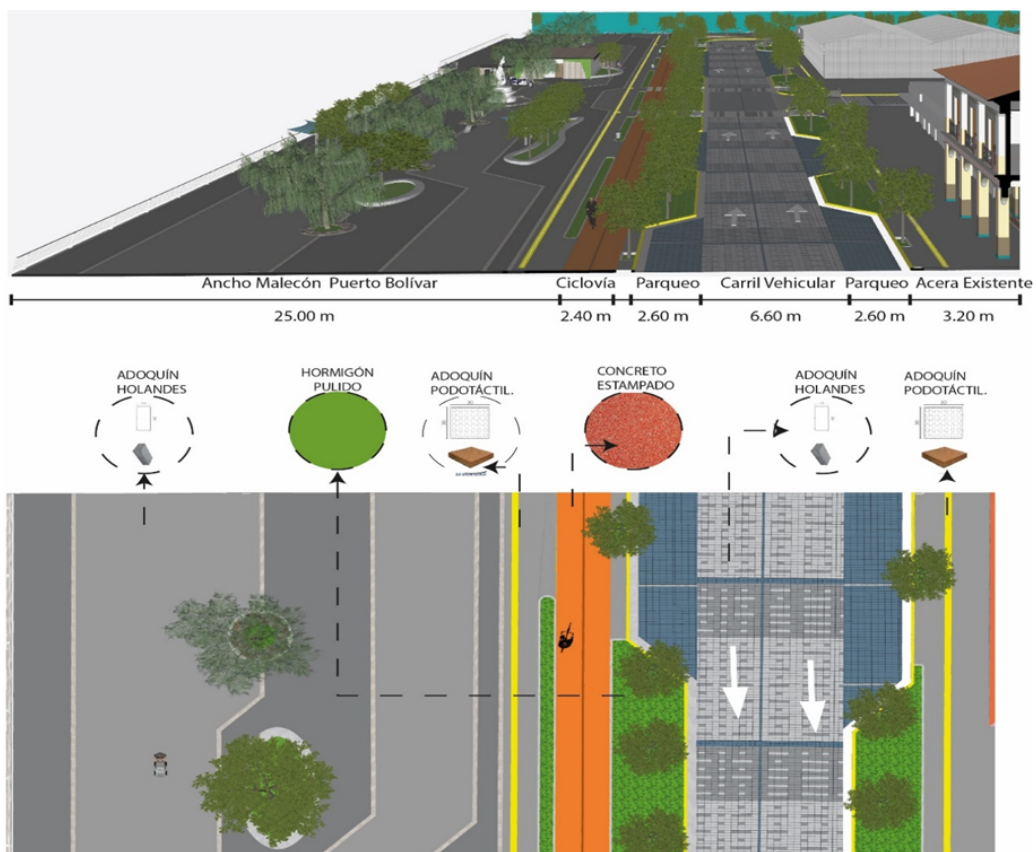 Ancho Malecón Puerto Bolívar
Ciclovía
Parqueo
Carril Vehicular
Parqueo
Acera Existente
25.00 m
2.40 m
2.60 m
6.60 m
2.60 m
3.20 m
ADOQUÍN
HOLANDES
HORMIGÓN
PULIDO
ADOQUÍN
PODOTÁCTIL.
CONCRETO
ESTAMPADO
ADOQUÍN
HOLANDES
ADOQUÍN
PODOTÁCTIL.